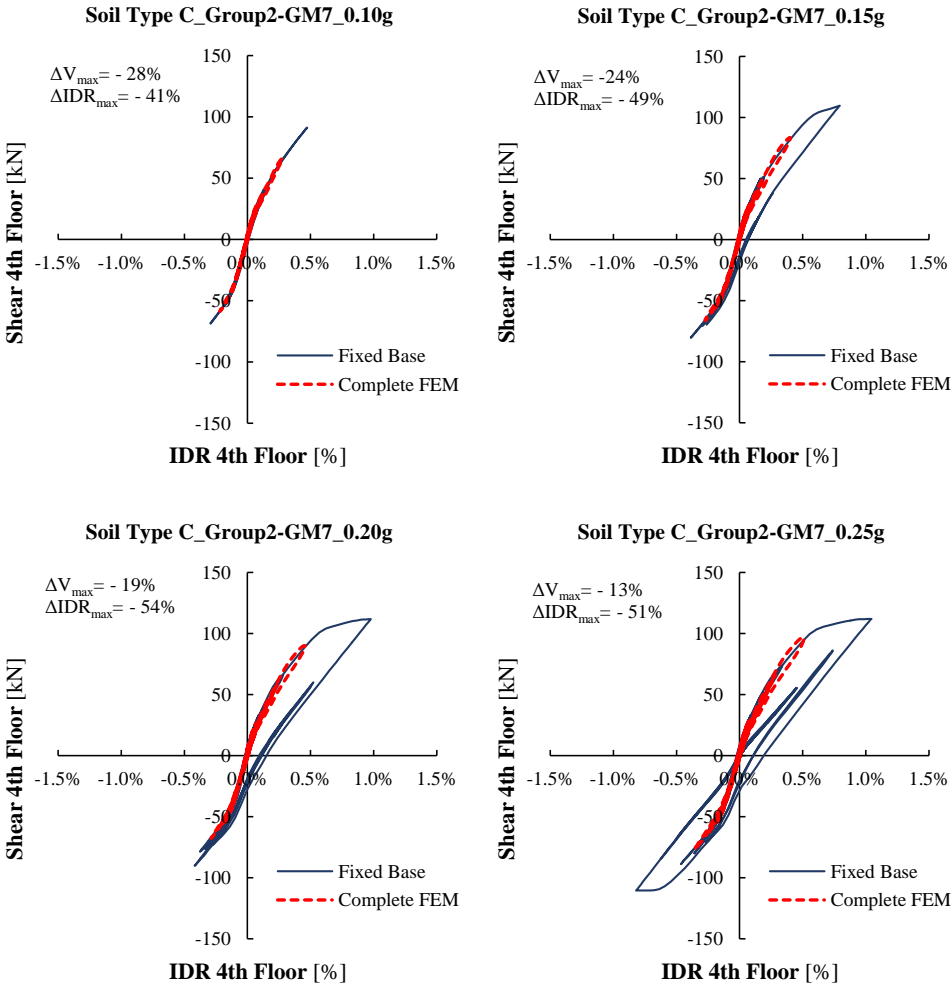 Soil Type C_Group2-GM7_0.10g
ΔVmax= - 28%
ΔIDRmax= - 41%
150
100
50
0
-50
-100
-150
-1.5% -1.0% -0.5% 0.0% 0.5% 1.0% 1.5%
Shear 4th Floor [kN]
IDR 4th Floor [%]
Fixed Base
Complete FEM
Soil Type C_Group2-GM7_0.15g
ΔVmax= -24%
ΔIDRmax= - 49%
150
100
50
0
-50
-100
-150
-1.5% -1.0% -0.5% 0.0% 0.5% 1.0% 1.5%
Shear 4th Floor [kN]
IDR 4th Floor [%]
Fixed Base
Complete FEM
Soil Type C_Group2-GM7_0.20g
ΔVmax= - 19%
ΔIDRmax= - 54%
150
100
50
0
-50
-100
-150
-1.5% -1.0% -0.5% 0.0% 0.5% 1.0% 1.5%
Shear 4th Floor [kN]
IDR 4th Floor [%]
Fixed Base
Complete FEM
Soil Type C_Group2-GM7_0.25g
ΔVmax= - 13%
ΔIDRmax= - 51%
150
100
50
0
-50
-100
-150
-1.5% -1.0% -0.5% 0.0% 0.5% 1.0% 1.5%
Shear 4th Floor [kN]
IDR 4th Floor [%]
Fixed Base
Complete FEM